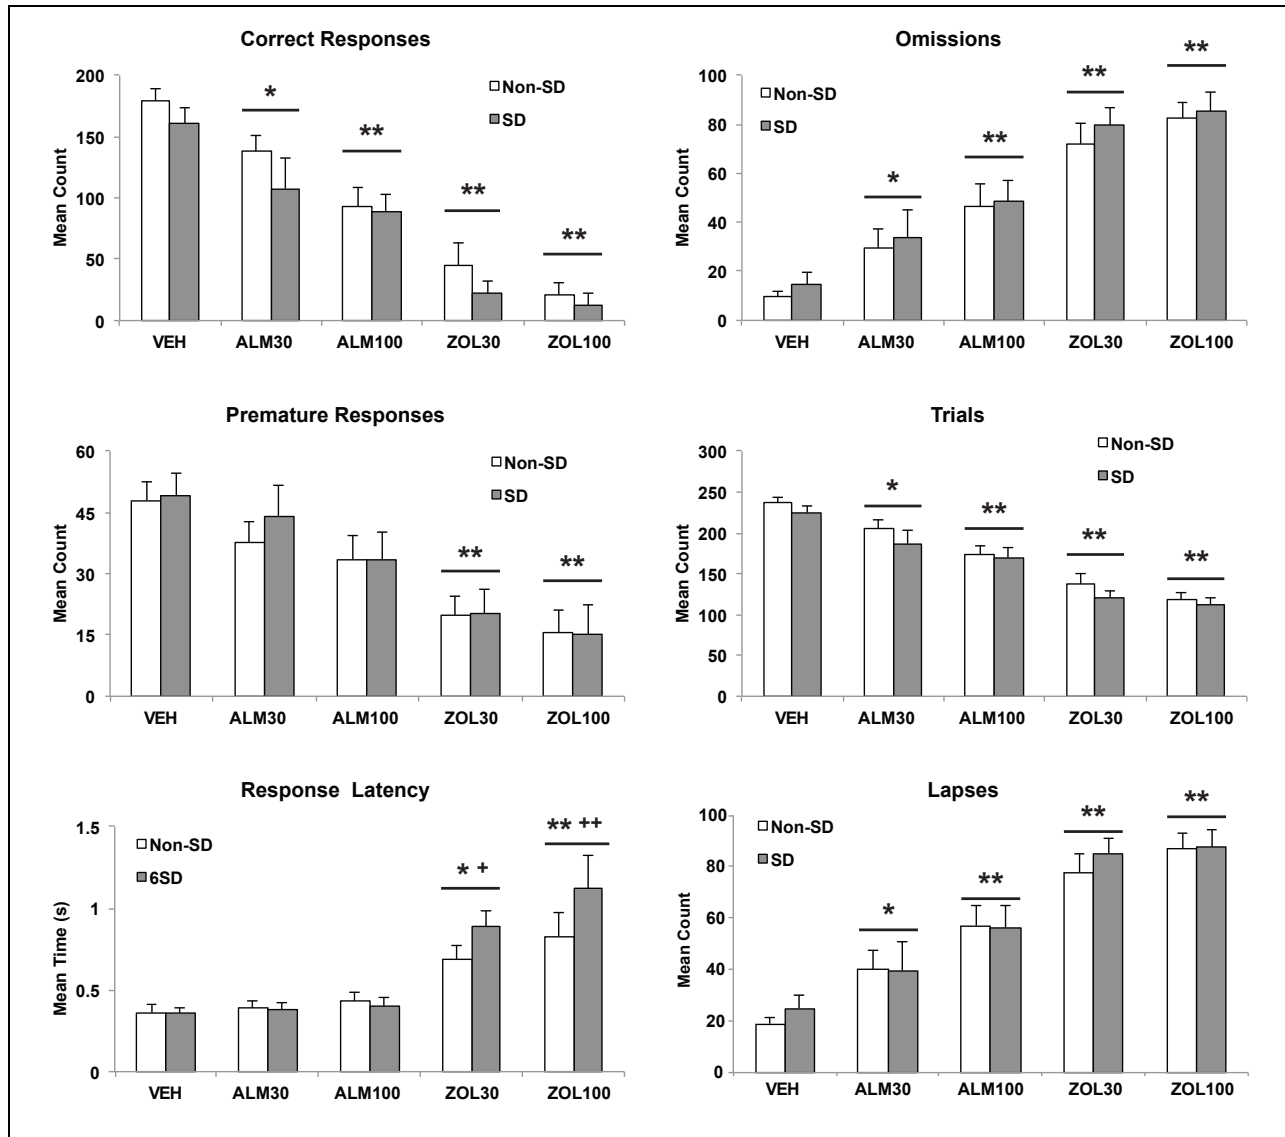 Correct Responses
200
150
100
50
0
Mean Count
Non-SD
SD
*
**
**
**
VEH ALM30 ALM100 ZOL30 ZOL100
Omissions
100
80
60
40
20
0
Mean Count
Non-SD
SD
*
**
**
**
VEH ALM30 ALM100 ZOL30 ZOL100
Premature Responses
60
45
30
15
0
Mean Count
Non-SD
SD
**
**
VEH ALM30 ALM100 ZOL30 ZOL100
Trials
300
250
200
150
100
50
0
Mean Count
Non-SD
SD
*
**
**
**
VEH ALM30 ALM100 ZOL30 ZOL100
Response Latency
1.5
1
0.5
0
Mean Time (s)
Non-SD
6SD
* +
** ++
VEH ALM30 ALM100 ZOL30 ZOL100
Lapses
100
80
60
40
20
0
Mean Count
Non-SD
SD
*
**
**
**
VEH ALM30 ALM100 ZOL30 ZOL100